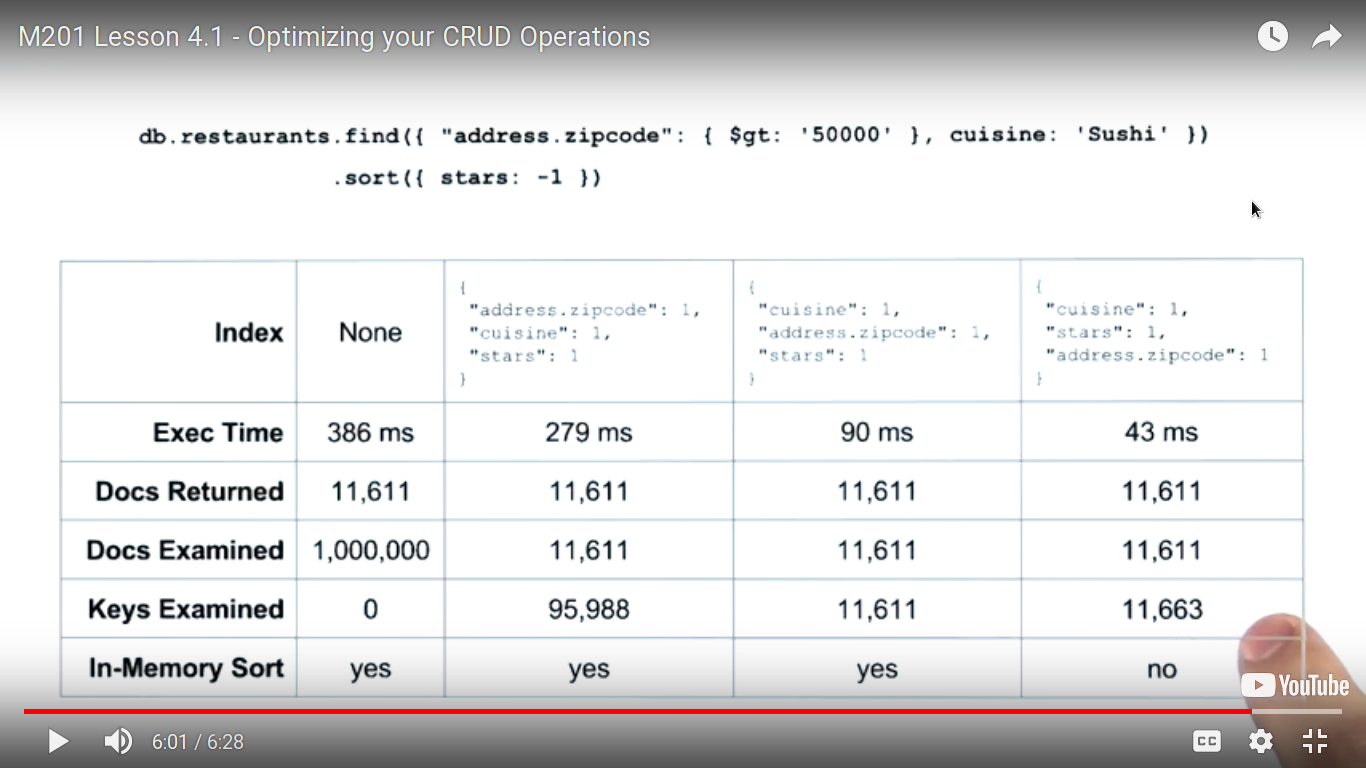 M201 Lesson 4.1 - Optimizing your CRUD Operations
db.restaurants.find({ "address.zipcode": { $gt: '50000' }, cuisine: 'Sushi' })
.sort({ stars: -1 })
Index
None
{
"address.zipcode": 1,
"cuisine": 1,
"stars": 1
}
{
"cuisine": 1,
"address.zipcode": 1,
"stars": 1
}
{
"cuisine": 1,
"stars": 1,
"address.zipcode": 1
}
Exec Time 386 ms 279 ms 90 ms 43 ms
Docs Returned 11,611 11,611 11,611 11,611
Docs Examined 1,000,000 11,611 11,611 11,611
Keys Examined 0 95,988 11,611 11,663
In-Memory Sort yes yes yes no
YouTube
6:01 / 6:28
CC